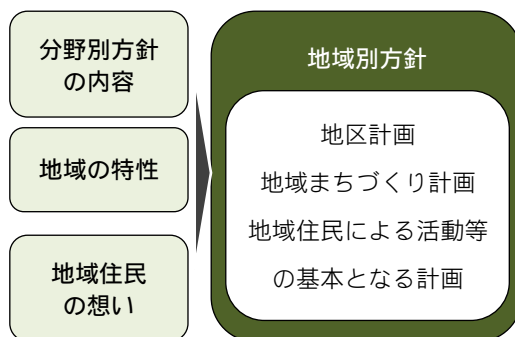 分野別方針
の内容
地域の特性
地域住民
の想い
地域別方針
地区計画
地域まちづくり計画
地域住民による活動等
の基本となる計画